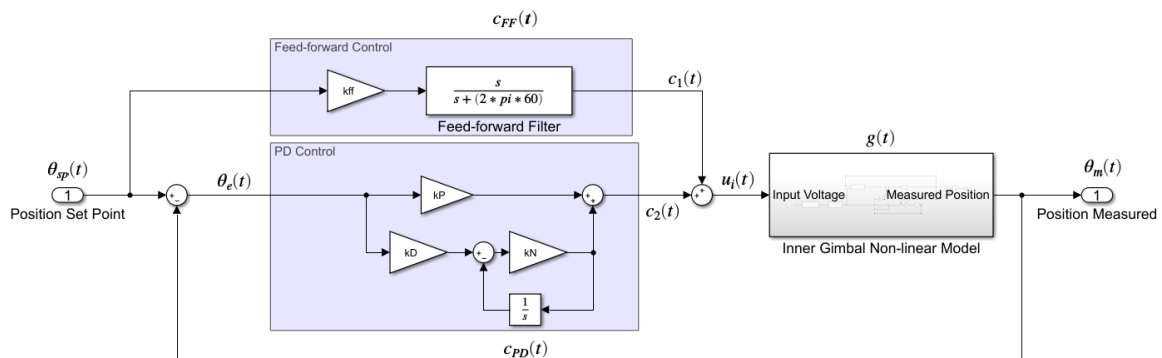 c_FF(t)
Feed-forward Control
kff
s
s + (2 * pi * 60)
Feed-forward Filter
c_1(t)
PD Control
θ_sp(t)
1
Position Set Point
+
−
θ_e(t)
kP
+
+
c_2(t)
kD
+
−
kN
1
s
c_PD(t)
+
+
u_i(t)
g(t)
Input Voltage
Measured Position
Inner Gimbal Non-linear Model
θ_m(t)
1
Position Measured